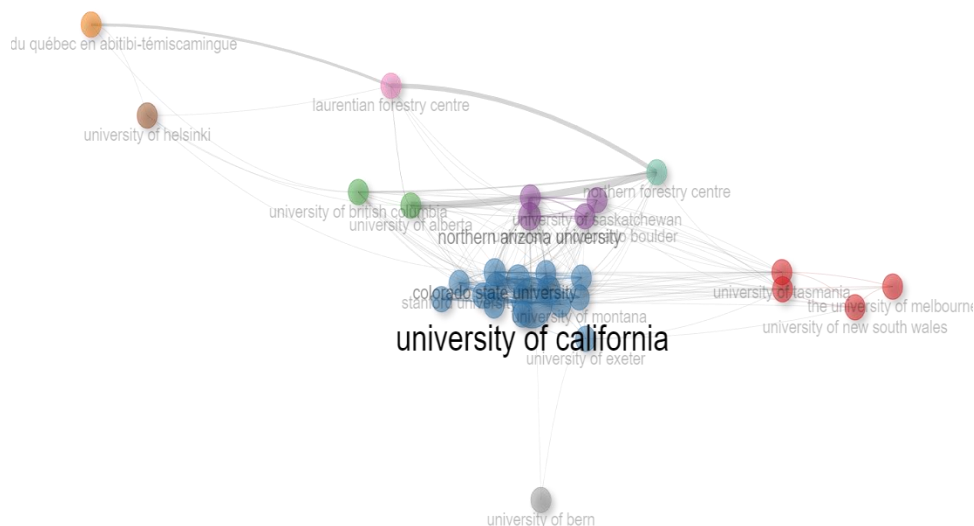 du québec en abitibi-témiscamingue
laurentian forestry centre
university of helsinki
northern forestry centre
university of british columbia
university of saskatchewan
university of alberta
northern arizona university
boulder
colorado state university
university of tasmania
the university of melbourne
university of montana
university of new south wales
university of california
university of exeter
university of bern